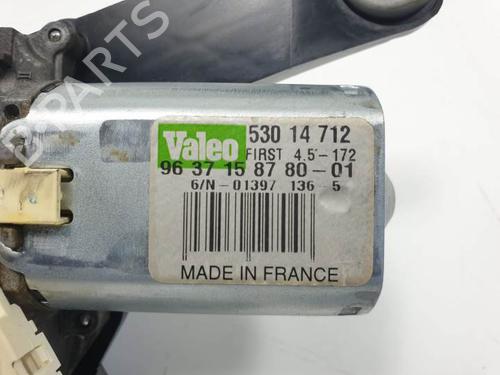 B PARTS
Valeo 530 14 712
FIRST 4.5'-172
96 37 15 87 80-01
6/N-01397 136 5
MADE IN FRANCE